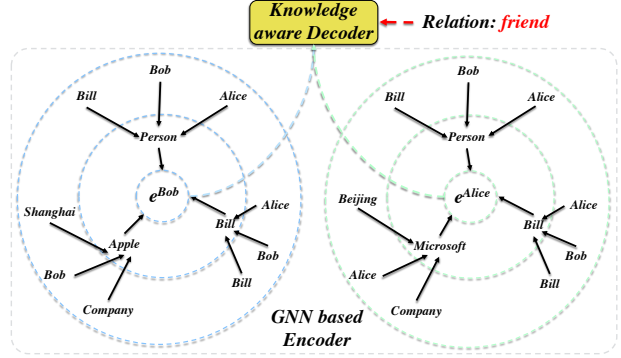 Knowledge
aware Decoder
Relation: friend
Bob
Bill
Alice
Person
e^Bob
Shanghai
Apple
Bob
Company
Bill
Alice
Bob
Bill
Bob
Bill
Alice
Person
e^Alice
Beijing
Microsoft
Alice
Company
Bill
Alice
Bob
Bill
GNN based
Encoder